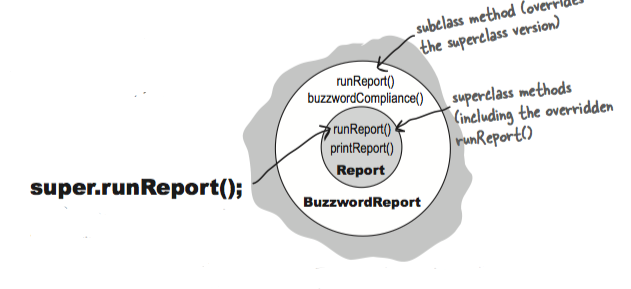 subclass method (overrides
the superclass version)
runReport()
buzzwordCompliance()
superclass methods
(including the overridden
runReport()
runReport()
printReport()
Report
super.runReport();
BuzzwordReport